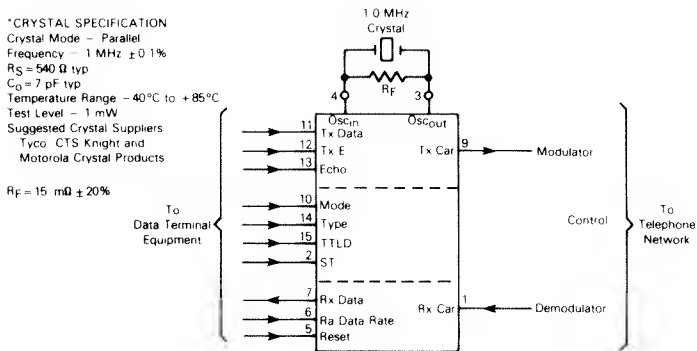 *CRYSTAL SPECIFICATION
Crystal Mode – Parallel
Frequency – 1 MHz ±0.1%
RS = 540 Ω typ
Co = 7 pF typ
Temperature Range – 40°C to +85°C
Test Level – 1 mW
Suggested Crystal Suppliers
Tyco CTS Knight and
Motorola Crystal Products
RF = 15 mΩ ± 20%
1 0 MHz
Crystal
RF
4
3
Oscin
Oscout
11
Tx Data
12
Tx E
13
Echo
Tx Car
9
Modulator
10
Mode
14
Type
15
TTLD
2
ST
To
Data Terminal
Equipment
Control
To
Telephone
Network
7
Rx Data
6
Ra Data Rate
5
Reset
Rx Car
1
Demodulator